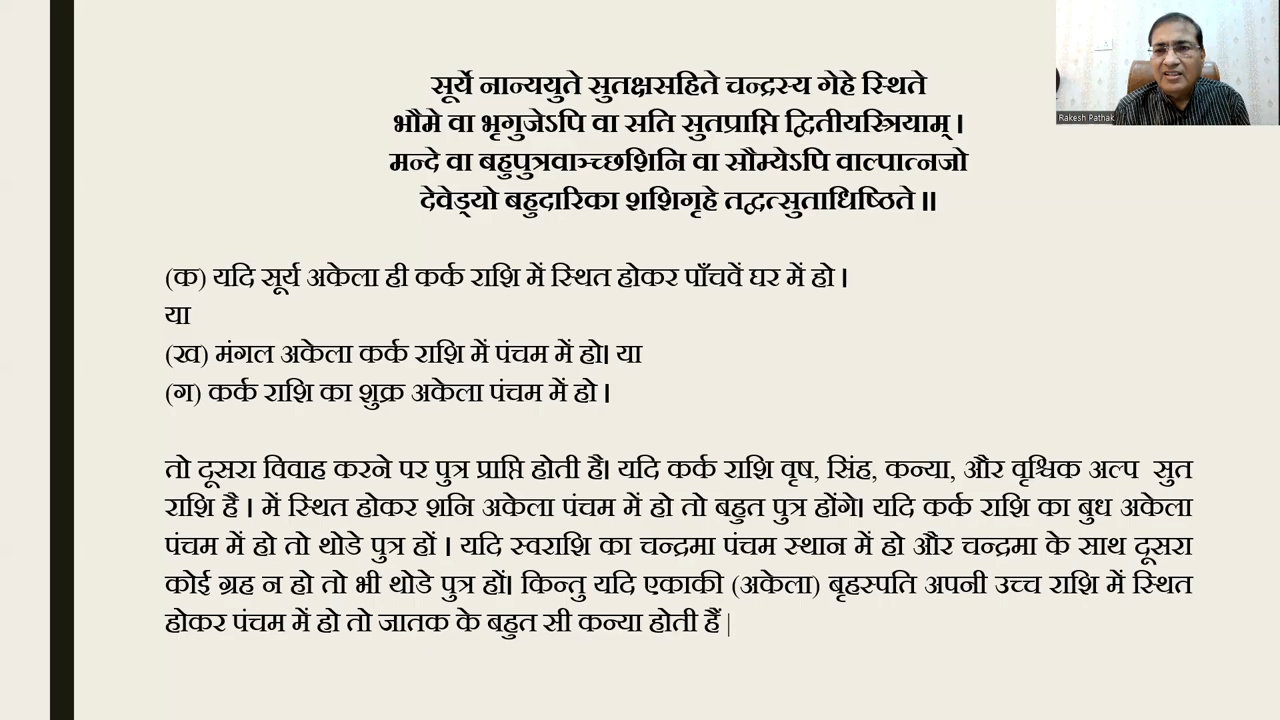 सूर्ये नान्ययुते सुतक्षसहिते चन्द्रस्य गेहे स्थिते
भौमे वा भृगुजेऽपि वा सति सुतप्राप्ति द्वितीयस्त्रियाम् ।
मन्दे वा बहुपुत्रवाञ्च्छशिनि वा सौम्येऽपि वाल्पात्नजो
देवेड्यो बहुदारिका शशिगृहे तद्वत्सुताधिष्ठिते ॥
(क) यदि सूर्य अकेला ही कर्क राशि में स्थित होकर पाँचवें घर में हो ।
या
(ख) मंगल अकेला कर्क राशि में पंचम में हो। या
(ग) कर्क राशि का शुक्र अकेला पंचम में हो ।
तो दूसरा विवाह करने पर पुत्र प्राप्ति होती है। यदि कर्क राशि वृष, सिंह, कन्या, और वृश्चिक अल्प सुत
राशि है । में स्थित होकर शनि अकेला पंचम में हो तो बहुत पुत्र होंगे। यदि कर्क राशि का बुध अकेला
पंचम में हो तो थोडे पुत्र हों । यदि स्वराशि का चन्द्रमा पंचम स्थान में हो और चन्द्रमा के साथ दूसरा
कोई ग्रह न हो तो भी थोडे पुत्र हों। किन्तु यदि एकाकी (अकेला) बृहस्पति अपनी उच्च राशि में स्थित
होकर पंचम में हो तो जातक के बहुत सी कन्या होती हैं |
Rakesh Pathak